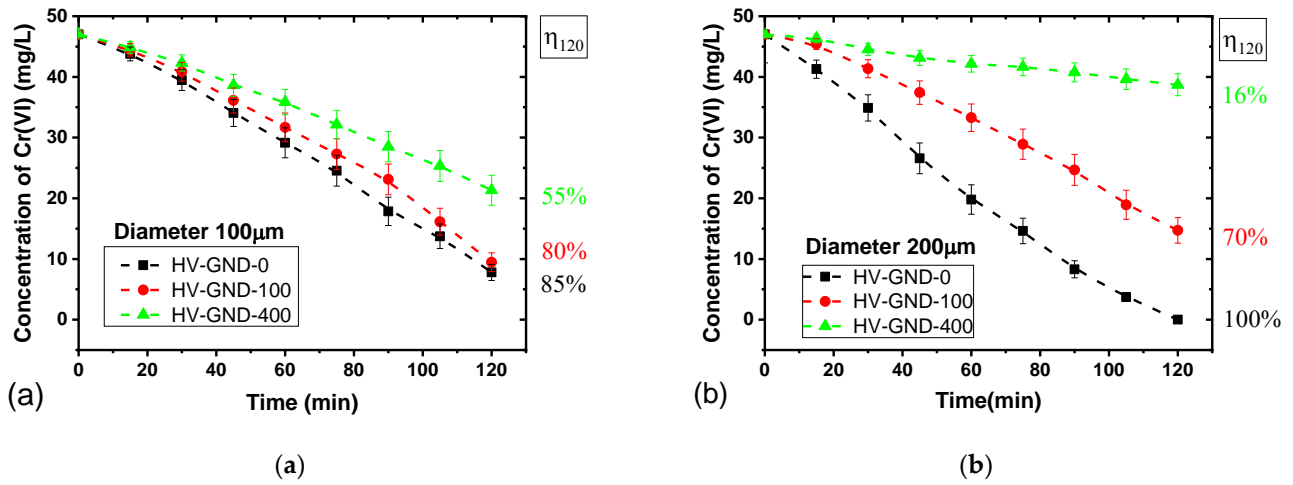 50
40
30
20
10
0
Concentration of Cr(VI) (mg/L)
η120
55%
80%
85%
Diameter 100μm
HV-GND-0
HV-GND-100
HV-GND-400
0 20 40 60 80 100 120
Time (min)
(a)
(a)
50
40
30
20
10
0
Concentration of Cr(VI) (mg/L)
η120
16%
70%
100%
Diameter 200μm
HV-GND-0
HV-GND-100
HV-GND-400
0 20 40 60 80 100 120
Time(min)
(b)
(b)